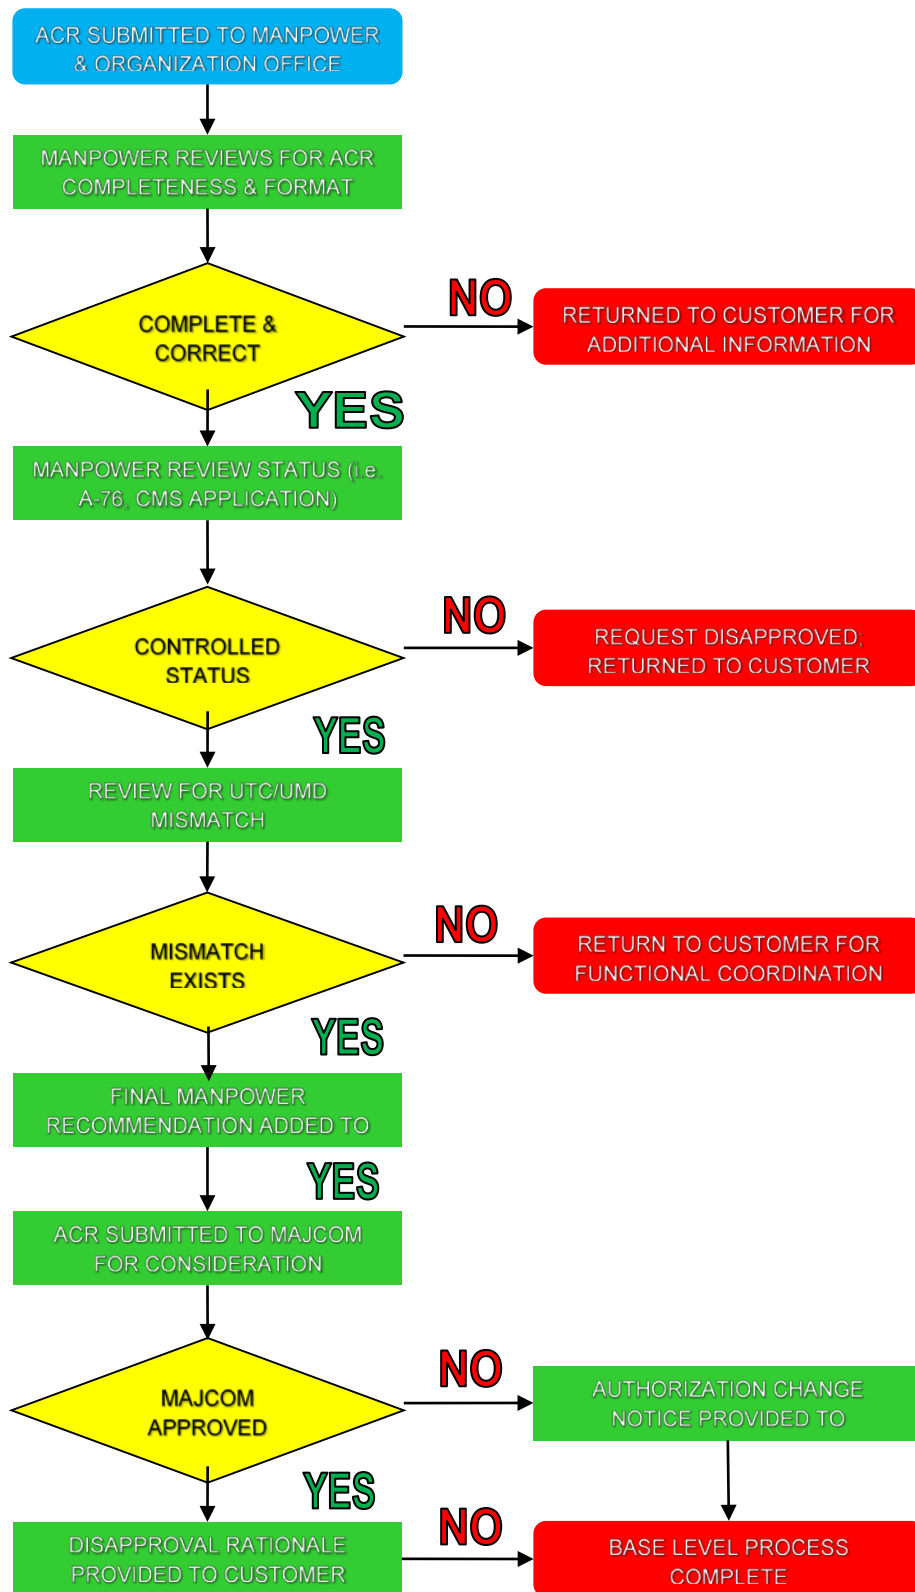 ACR SUBMITTED TO MANPOWER
& ORGANIZATION OFFICE
MANPOWER REVIEWS FOR ACR
COMPLETENESS & FORMAT
COMPLETE &
CORRECT
NO
RETURNED TO CUSTOMER FOR
ADDITIONAL INFORMATION
YES
MANPOWER REVIEW STATUS (i.e.
A-76, CMS APPLICATION)
CONTROLLED
STATUS
NO
REQUEST DISAPPROVED;
RETURNED TO CUSTOMER
YES
REVIEW FOR UTC/UMD
MISMATCH
MISMATCH
EXISTS
NO
RETURN TO CUSTOMER FOR
FUNCTIONAL COORDINATION
YES
FINAL MANPOWER
RECOMMENDATION ADDED TO
YES
ACR SUBMITTED TO MAJCOM
FOR CONSIDERATION
MAJCOM
APPROVED
NO
AUTHORIZATION CHANGE
NOTICE PROVIDED TO
YES
DISAPPROVAL RATIONALE
PROVIDED TO CUSTOMER
NO
BASE LEVEL PROCESS
COMPLETE